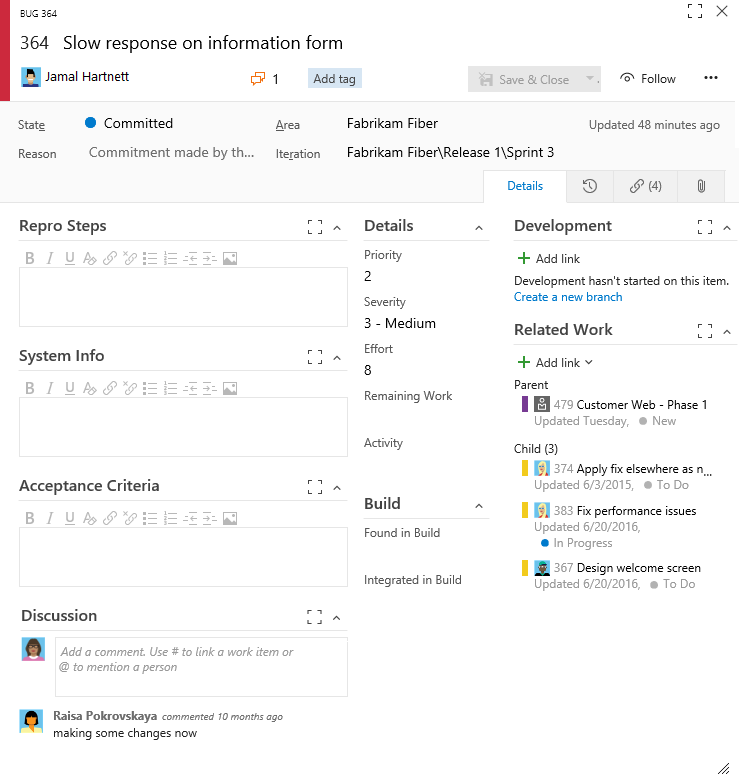 BUG 364
364 Slow response on information form
Jamal Hartnett
1
Add tag
Save & Close
Follow
State
Committed
Area
Fabrikam Fiber
Updated 48 minutes ago
Reason
Commitment made by th...
Iteration
Fabrikam Fiber\Release 1\Sprint 3
Details
(4)
Repro Steps
B I U A
System Info
B I U A
Acceptance Criteria
B I U A
Discussion
Add a comment. Use # to link a work item or
@ to mention a person
Raisa Pokrovskaya commented 10 months ago
making some changes now
Details
Priority
2
Severity
3 - Medium
Effort
8
Remaining Work
Activity
Build
Found in Build
Integrated in Build
Development
Add link
Development hasn't started on this item.
Create a new branch
Related Work
Add link
Parent
479 Customer Web - Phase 1
Updated Tuesday, New
Child (3)
374 Apply fix elsewhere as n...
Updated 6/3/2015, To Do
383 Fix performance issues
Updated 6/20/2016,
In Progress
367 Design welcome screen
Updated 6/20/2016, To Do